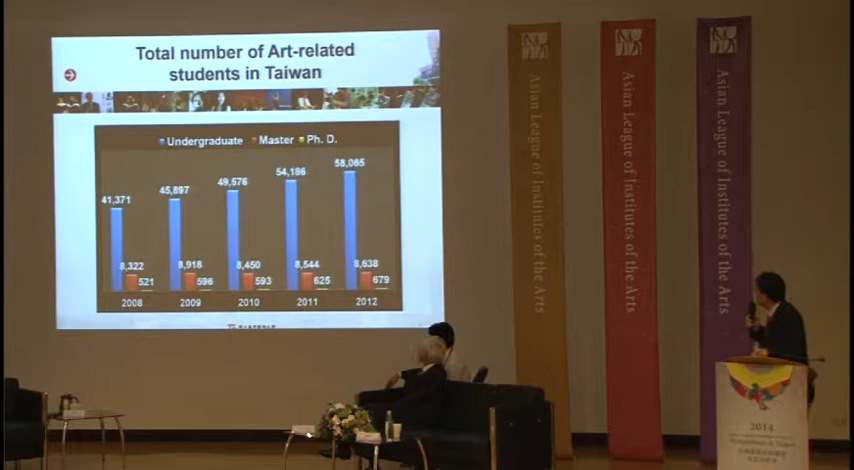 Total number of Art-related
students in Taiwan
Undergraduate Master Ph. D.
41,371 45,897 49,576 54,186 58,065
8,322 8,918 8,450 8,544 8,638
521 596 593 625 679
2008 2009 2010 2011 2012
Asian League of Institutes of the Arts
Asian League of Institutes of the Arts
Asian League of Institutes of the Arts
2014